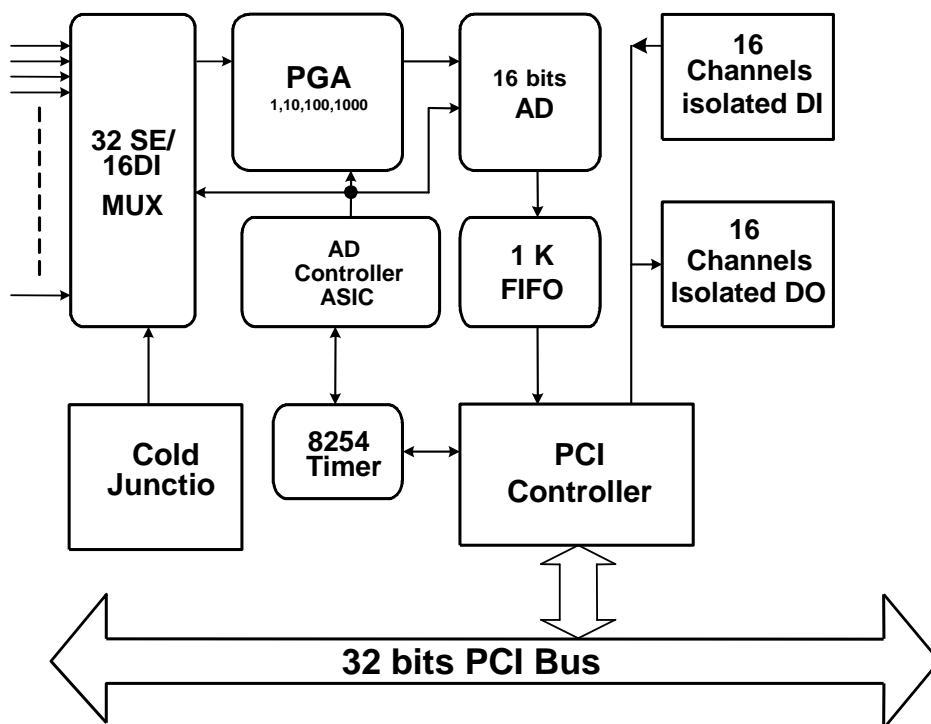 32 SE/
16DI
MUX
PGA
1,10,100,1000
16 bits
AD
16
Channels
isolated DI
AD
Controller
ASIC
1 K
FIFO
16
Channels
Isolated DO
Cold
Junctio
8254
Timer
PCI
Controller
32 bits PCI Bus